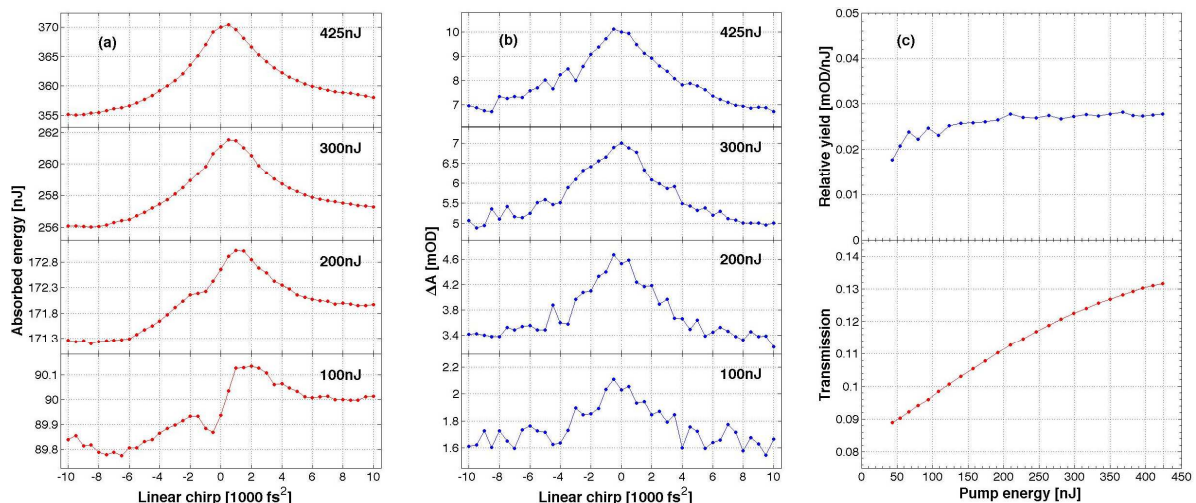 (a)
425nJ
370
365
360
355
300nJ
262
260
258
256
200nJ
172.8
172.3
171.8
171.3
100nJ
90.1
90
89.9
89.8
Absorbed energy [nJ]
-10 -8 -6 -4 -2 0 2 4 6 8 10
Linear chirp [1000 fs²]
(b)
425nJ
10
9
8
7
300nJ
7
6
5
200nJ
4.6
4.2
3.8
3.4
100nJ
2.2
2
1.8
1.6
ΔA [mOD]
-10 -8 -6 -4 -2 0 2 4 6 8 10
Linear chirp [1000 fs²]
(c)
0.05
0.04
0.03
0.02
0.01
0
Relative yield [mOD/nJ]
0.13
0.12
0.11
0.1
0.09
0.08
Transmission
0 50 100 150 200 250 300 350 400 450
Pump energy [nJ]